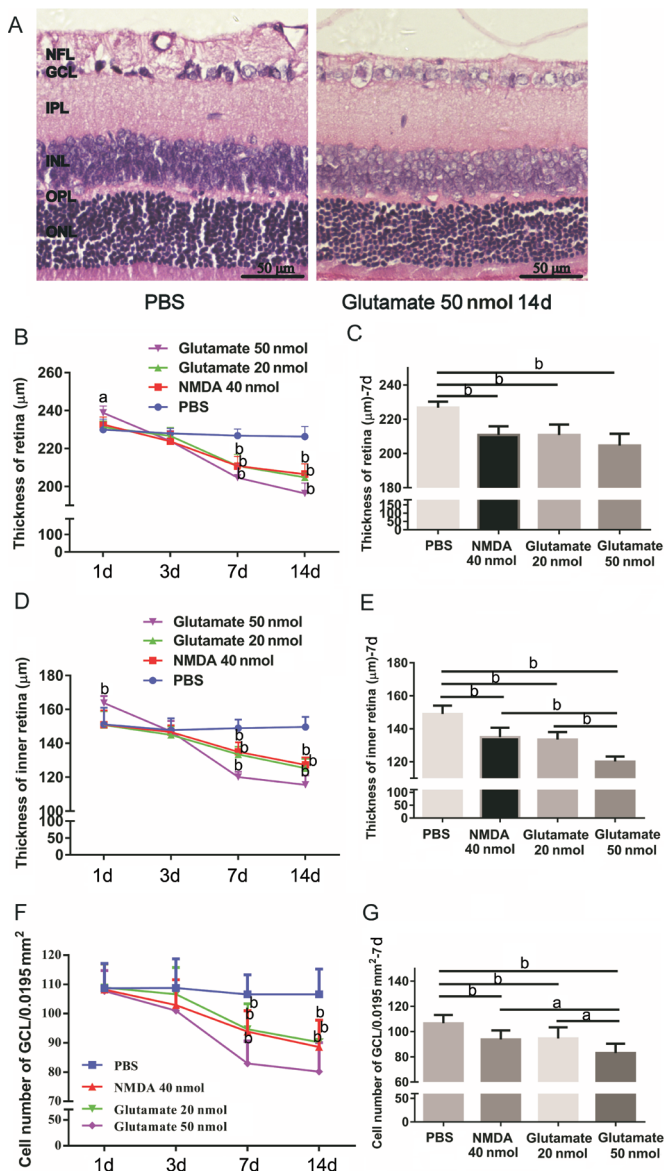 A
NFL
GCL
IPL
INL
OPL
ONL
50 μm
50 μm
PBS
Glutamate 50 nmol 14d
B
Glutamate 50 nmol
Glutamate 20 nmol
NMDA 40 nmol
PBS
Thickness of retina (μm)
260
240
220
200
100
0
a
b
b
b
b
b
b
1d
3d
7d
14d
C
Thickness of retina (μm)-7d
240
220
200
150
100
50
0
b
b
b
b
PBS
NMDA
40 nmol
Glutamate
20 nmol
Glutamate
50 nmol
D
Glutamate 50 nmol
Glutamate 20 nmol
NMDA 40 nmol
PBS
Thickness of inner retina (μm)
180
160
140
120
100
50
0
b
b
b
b
b
b
b
1d
3d
7d
14d
E
Thickness of inner retina (μm)-7d
180
160
140
120
100
50
0
b
b
b
b
b
PBS
NMDA
40 nmol
Glutamate
20 nmol
Glutamate
50 nmol
F
Cell number of GCL/0.0195 mm²
120
110
100
90
80
70
50
0
b
b
b
b
b
b
PBS
NMDA 40 nmol
Glutamate 20 nmol
Glutamate 50 nmol
1d
3d
7d
14d
G
Cell number of GCL/0.0195 mm²-7d
140
120
100
80
60
50
0
b
b
b
a
a
PBS
NMDA
40 nmol
Glutamate
20 nmol
Glutamate
50 nmol